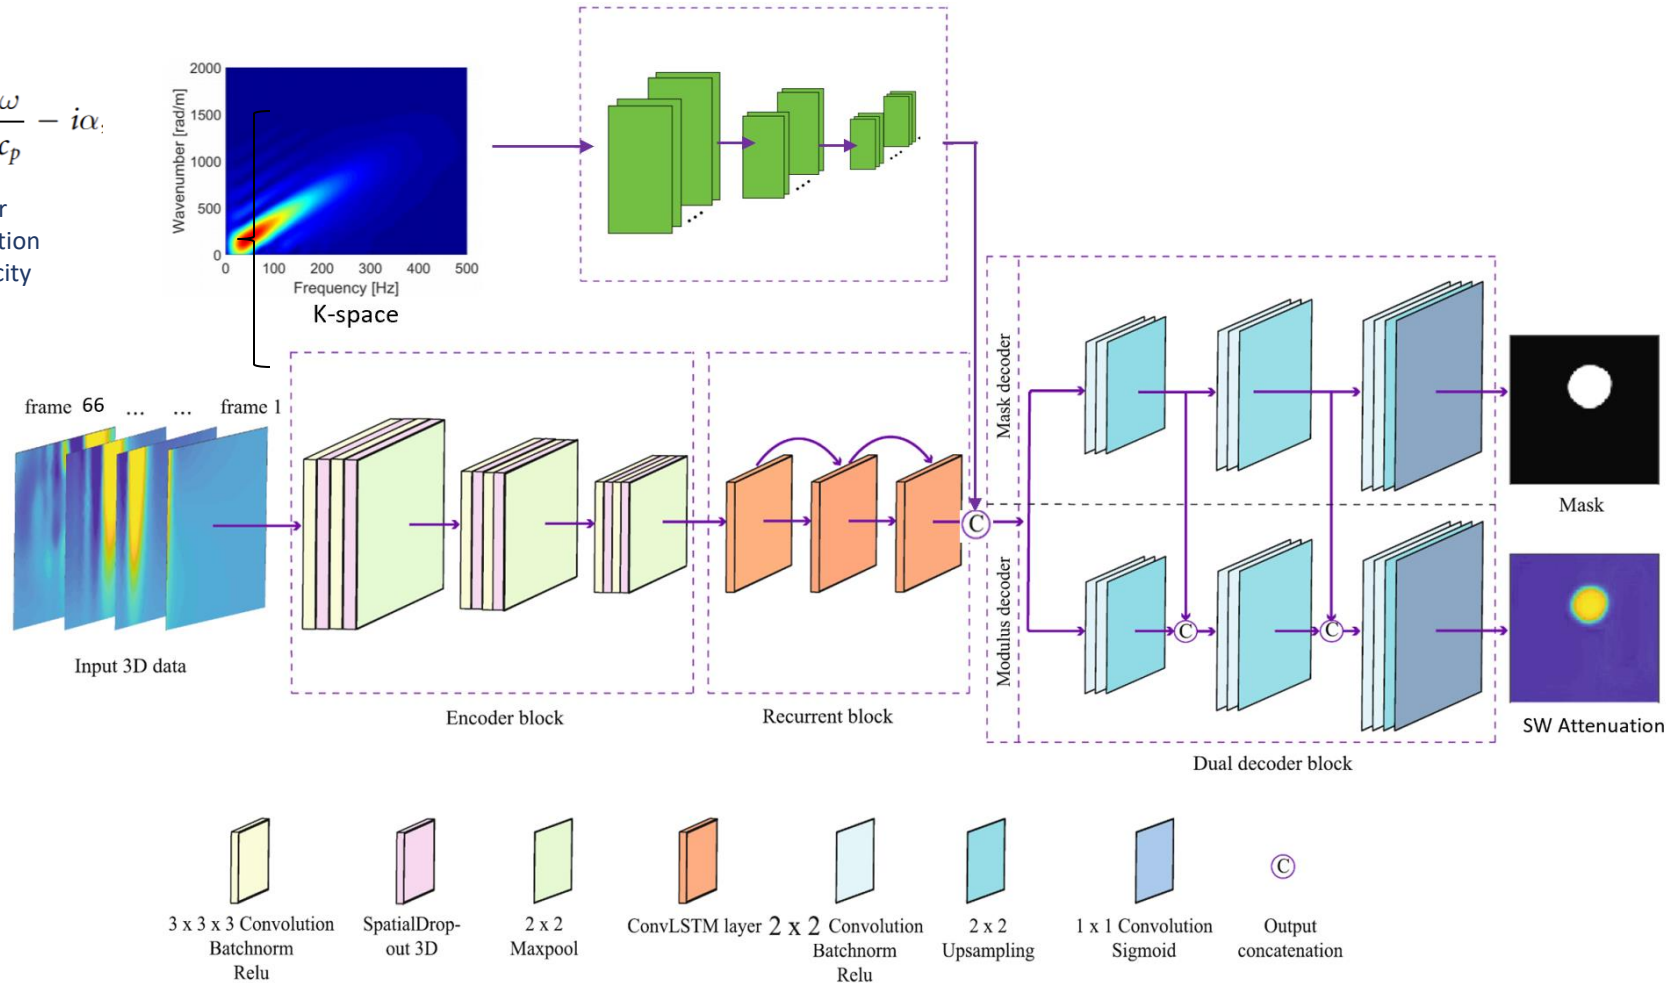 ω
── − iα
c_p
r
tion
city
2000
1500
1000
500
0
Wavenumber [rad/m]
0 100 200 300 400 500
Frequency [Hz]
K-space
frame 66 ... ... frame 1
Input 3D data
Encoder block
Recurrent block
C
Mask decoder
Modulus decoder
C
C
Dual decoder block
Mask
SW Attenuation
3 x 3 x 3 Convolution
Batchnorm
Relu
SpatialDrop-
out 3D
2 x 2
Maxpool
ConvLSTM layer
2 x 2 Convolution
Batchnorm
Relu
2 x 2
Upsampling
1 x 1 Convolution
Sigmoid
C
Output
concatenation